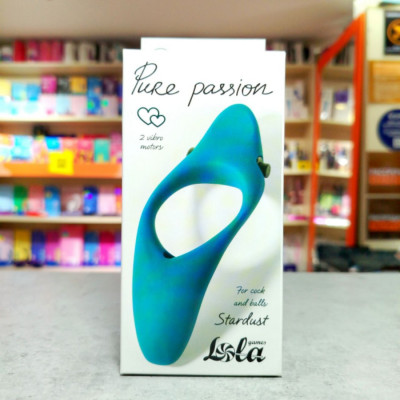 Pure passion
2 vibro
motors
For cock
and balls
Stardust
Lola
games